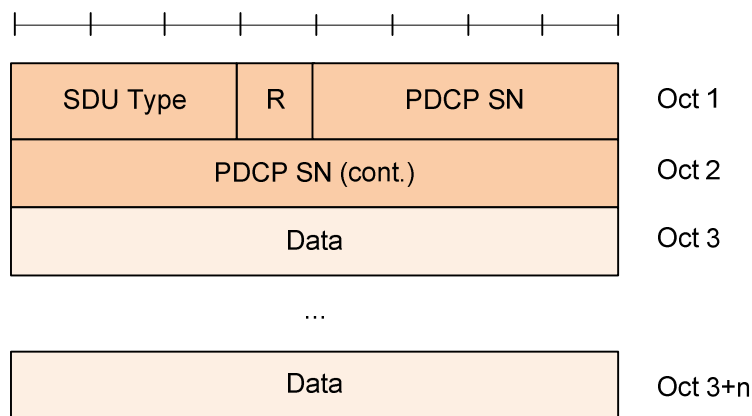 SDU Type R PDCP SN Oct 1
PDCP SN (cont.) Oct 2
Data Oct 3
...
Data Oct 3+n